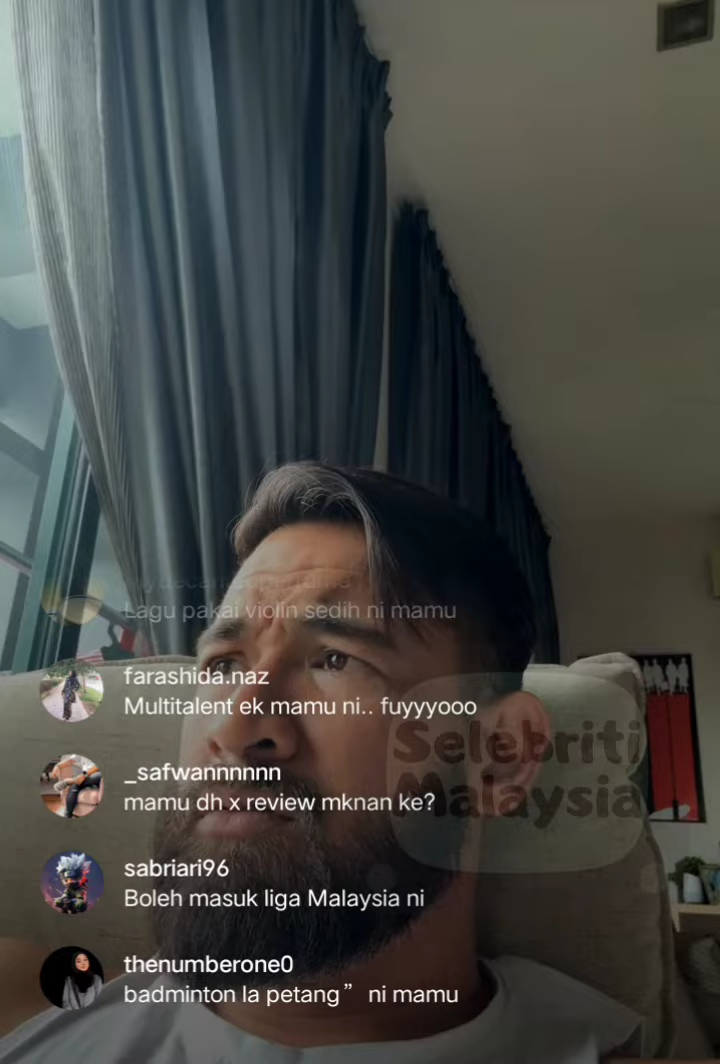 Lagu pakai violin sedih ni mamu
farashida.naz
Multitalent ek mamu ni.. fuyyyooo
_safwannnnnn
mamu dh x review mknan ke?
sabriari96
Boleh masuk liga Malaysia ni
thenumberone0
badminton la petang” ni mamu
Selebriti
Malaysia